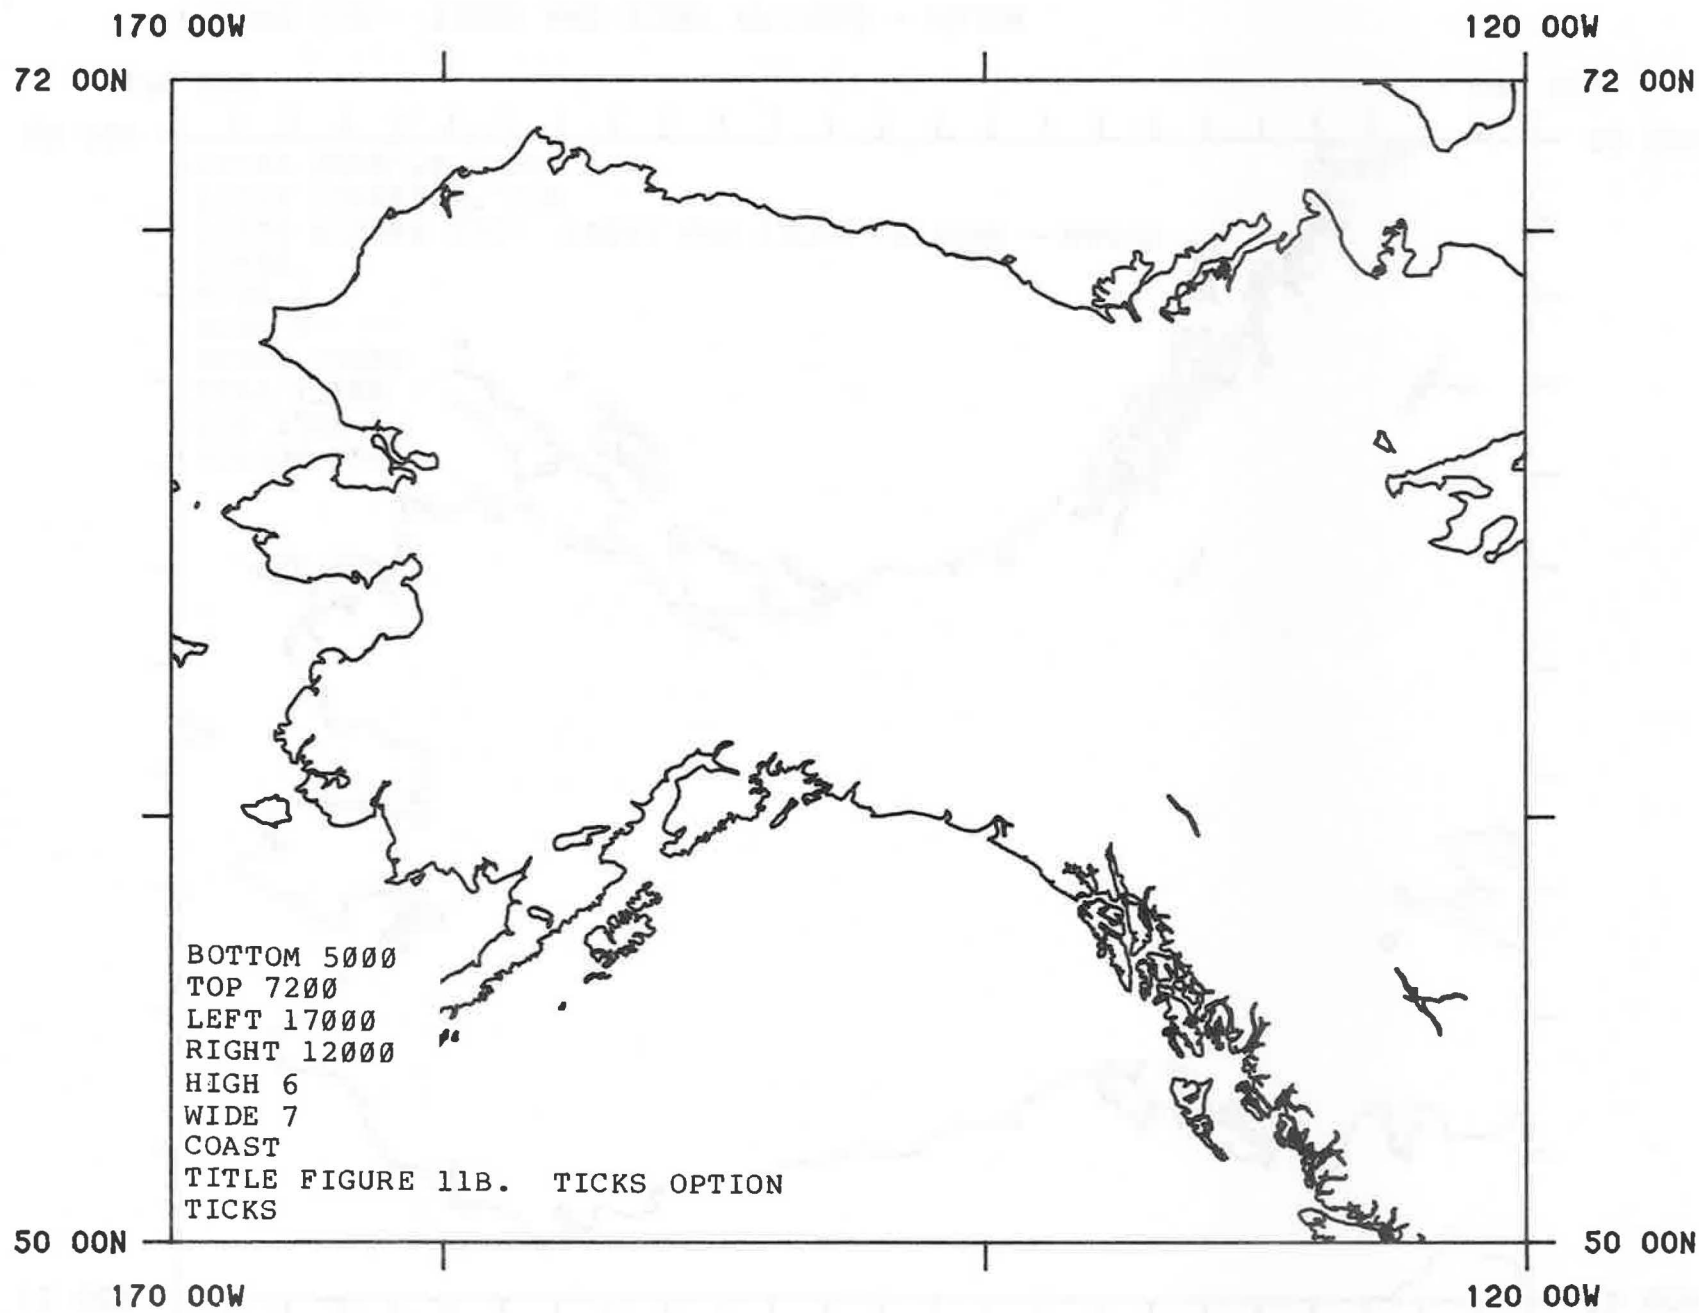 170 00W 120 00W
72 00N 72 00N
BOTTOM 5000
TOP 7200
LEFT 17000
RIGHT 12000
HIGH 6
WIDE 7
COAST
TITLE FIGURE 11B. TICKS OPTION
TICKS
50 00N 50 00N
170 00W 120 00W